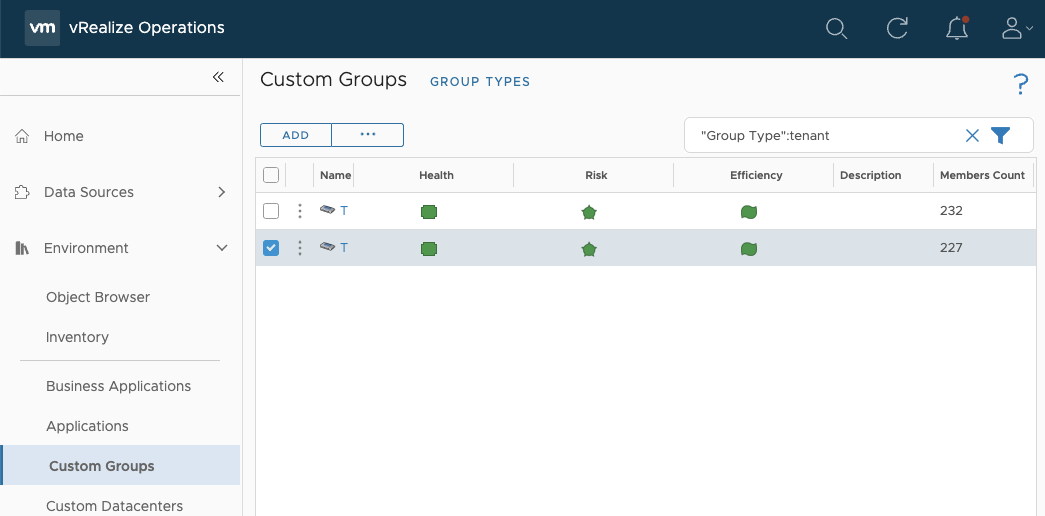 vm vRealize Operations
Custom Groups GROUP TYPES ?
Home
Data Sources
Environment
Object Browser
Inventory
Business Applications
Applications
Custom Groups
Custom Datacenters
ADD ...
"Group Type":tenant
Name Health Risk Efficiency Description Members Count
T 232
T 227